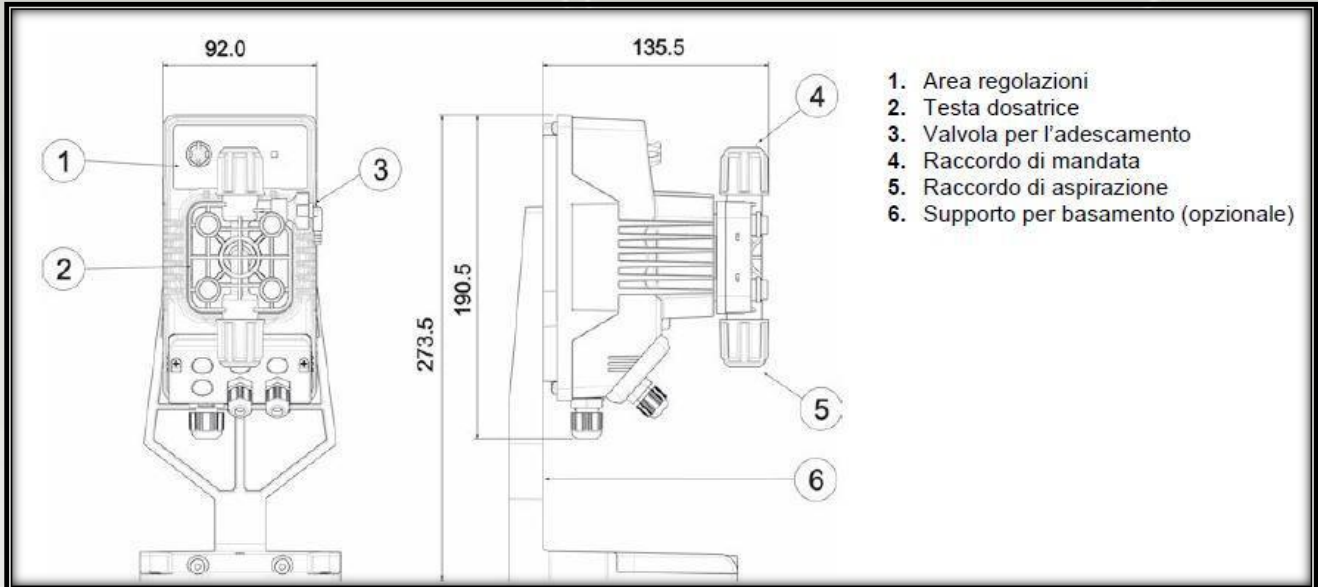 92.0
135.5
1
2
3
4
5
6
190.5
273.5
1. Area regolazioni
2. Testa dosatrice
3. Valvola per l'adescamento
4. Raccordo di mandata
5. Raccordo di aspirazione
6. Supporto per basamento (opzionale)